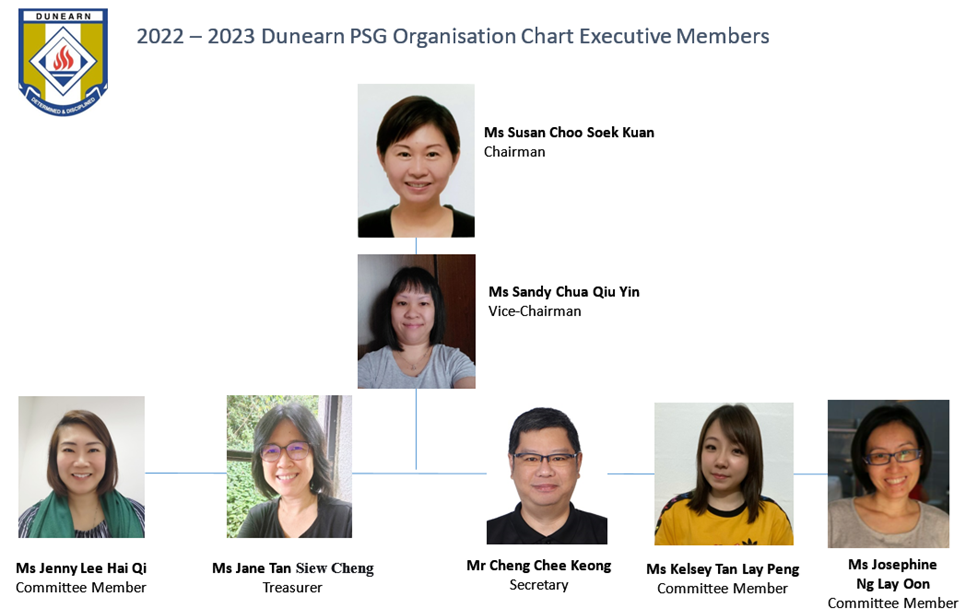 DUNEARN
DETERMINED & DISCIPLINED
2022 – 2023 Dunearn PSG Organisation Chart Executive Members
Ms Susan Choo Soek Kuan
Chairman
Ms Sandy Chua Qiu Yin
Vice-Chairman
Ms Jenny Lee Hai Qi
Committee Member
Ms Jane Tan Siew Cheng
Treasurer
Mr Cheng Chee Keong
Secretary
Ms Kelsey Tan Lay Peng
Committee Member
Ms Josephine
Ng Lay Oon
Committee Member